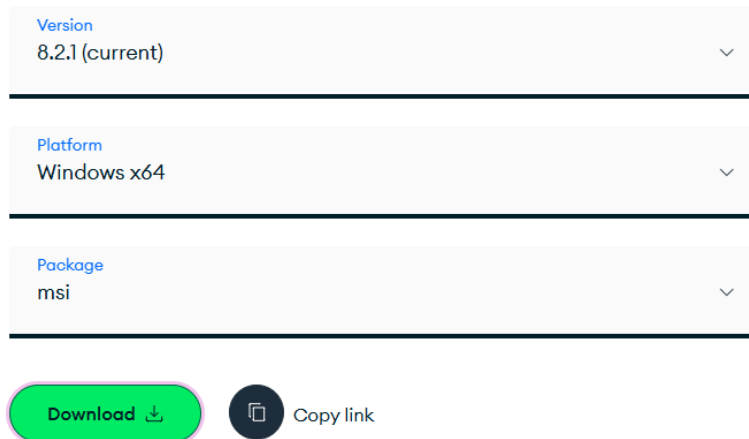 Version
8.2.1 (current)
Platform
Windows x64
Package
msi
Download
Copy link